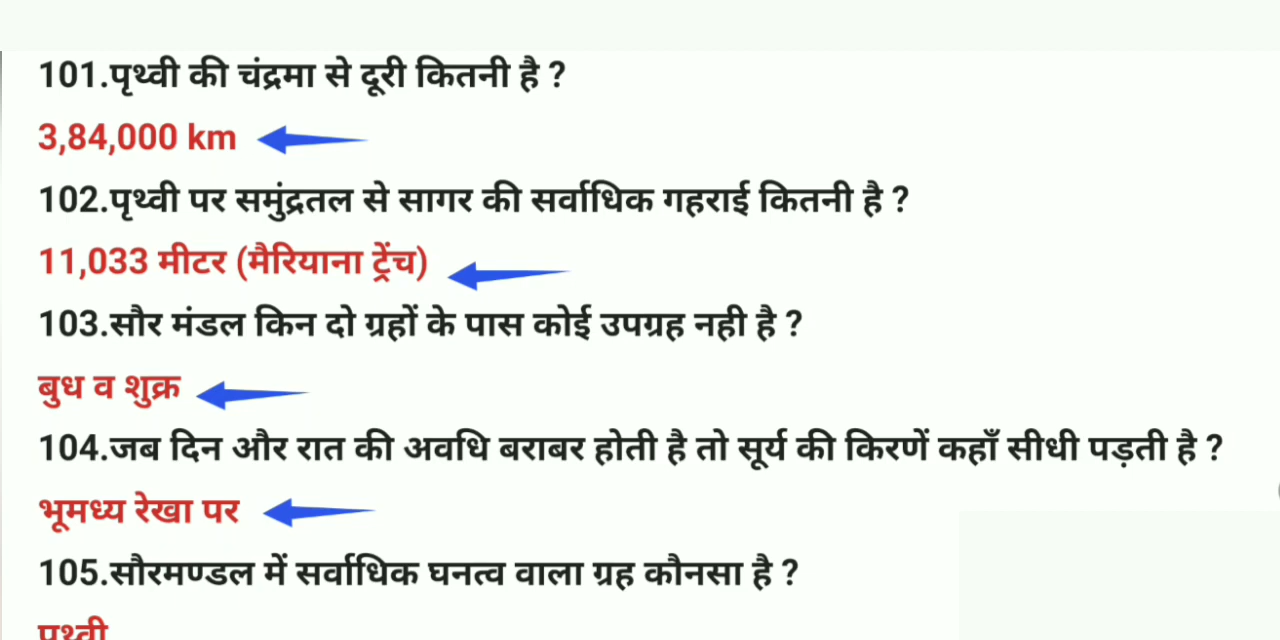 101.पृथ्वी की चंद्रमा से दूरी कितनी है ?
3,84,000 km
102.पृथ्वी पर समुंद्रतल से सागर की सर्वाधिक गहराई कितनी है ?
11,033 मीटर (मैरियाना ट्रेंच)
103.सौर मंडल किन दो ग्रहों के पास कोई उपग्रह नही है ?
बुध व शुक्र
104.जब दिन और रात की अवधि बराबर होती है तो सूर्य की किरणें कहाँ सीधी पड़ती है ?
भूमध्य रेखा पर
105.सौरमण्डल में सर्वाधिक घनत्व वाला ग्रह कौनसा है ?
पृथ्वी